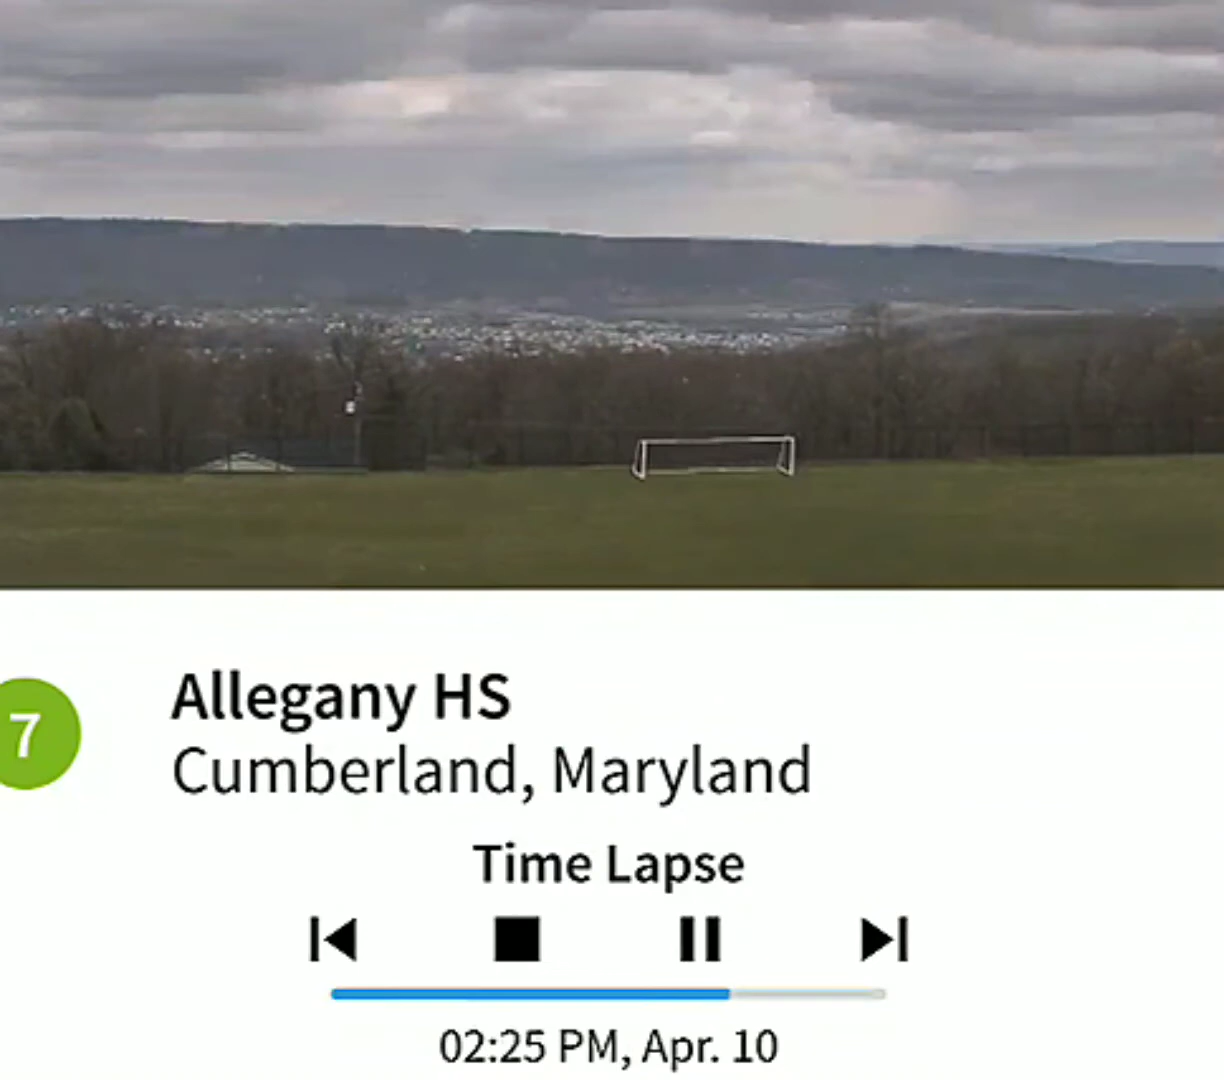 7
Allegany HS
Cumberland, Maryland
Time Lapse
02:25 PM, Apr. 10